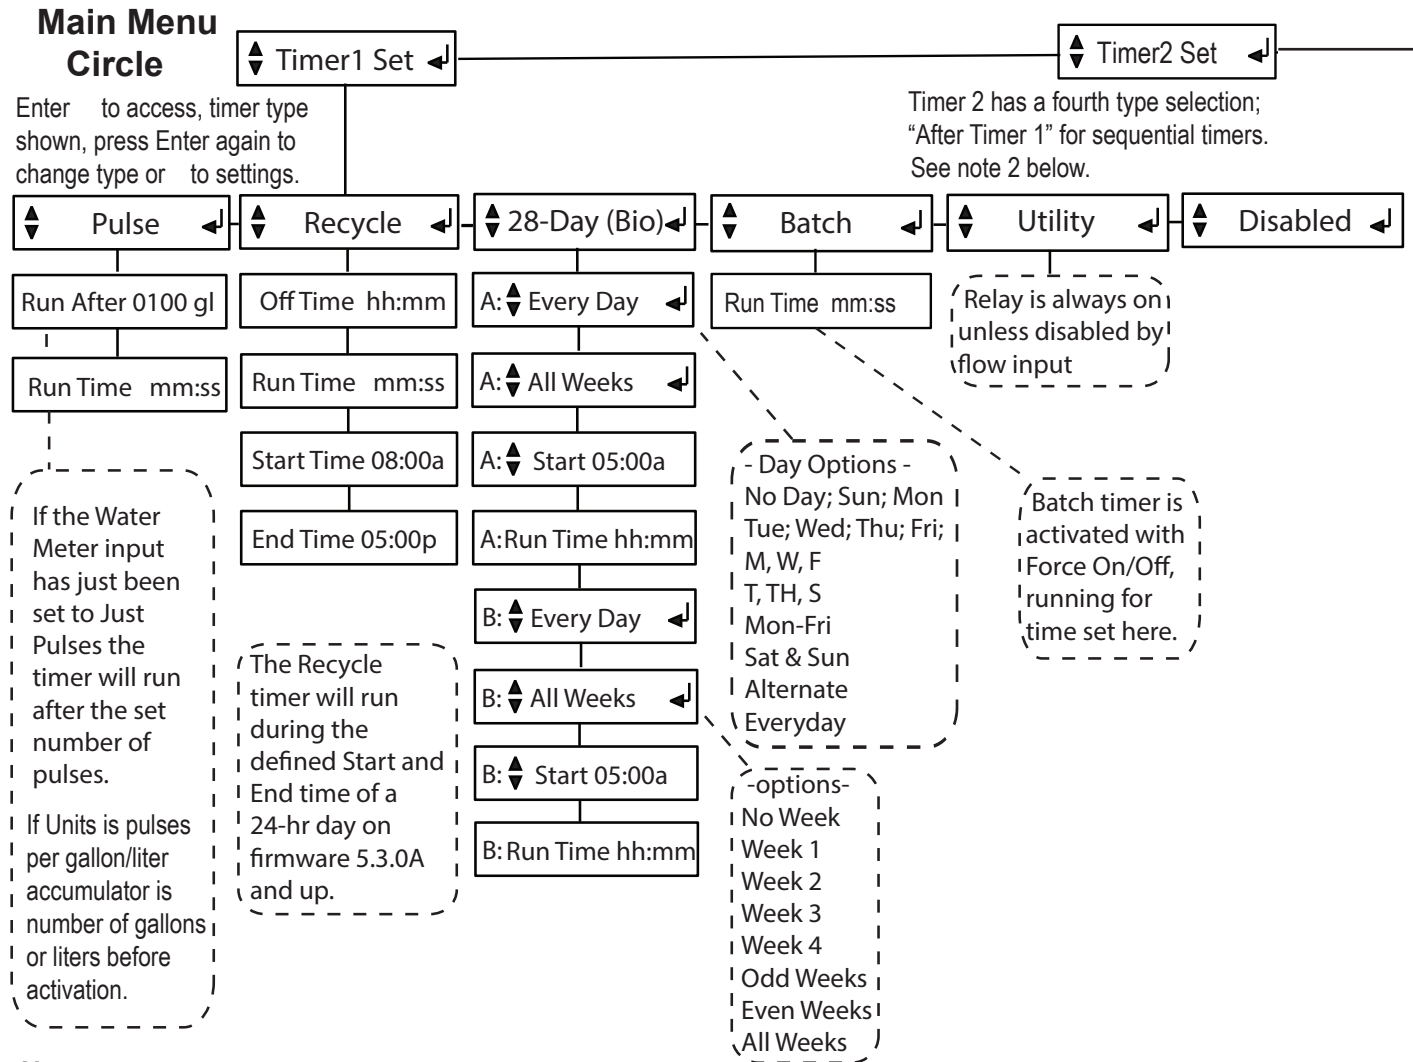 Main Menu
Circle
Timer1 Set
Timer2 Set
Enter to access, timer type
shown, press Enter again to
change type or to settings.
Timer 2 has a fourth type selection;
“After Timer 1” for sequential timers.
See note 2 below.
Pulse
Recycle
28-Day (Bio)
Batch
Utility
Disabled
Run After 0100 gl
Run Time mm:ss
If the Water
Meter input
has just been
set to Just
Pulses the
timer will run
after the set
number of
pulses.
If Units is pulses
per gallon/liter
accumulator is
number of gallons
or liters before
activation.
Off Time hh:mm
Run Time mm:ss
Start Time 08:00a
End Time 05:00p
The Recycle
timer will run
during the
defined Start and
End time of a
24-hr day on
firmware 5.3.0A
and up.
A: Every Day
A: All Weeks
A: Start 05:00a
A:Run Time hh:mm
B: Every Day
B: All Weeks
B: Start 05:00a
B:Run Time hh:mm
Run Time mm:ss
- Day Options -
No Day; Sun; Mon
Tue; Wed; Thu; Fri;
M, W, F
T, TH, S
Mon-Fri
Sat & Sun
Alternate
Everyday
-options-
No Week
Week 1
Week 2
Week 3
Week 4
Odd Weeks
Even Weeks
All Weeks
Relay is always on
unless disabled by
flow input
Batch timer is
activated with
Force On/Off,
running for
time set here.